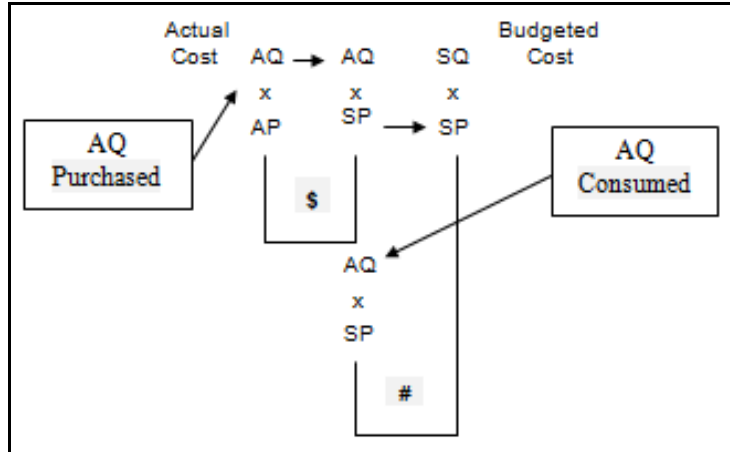 Actual Budgeted
Cost AQ AQ SQ Cost
x x x
AP SP SP
AQ
Purchased
AQ
Consumed
$
AQ
x
SP
#